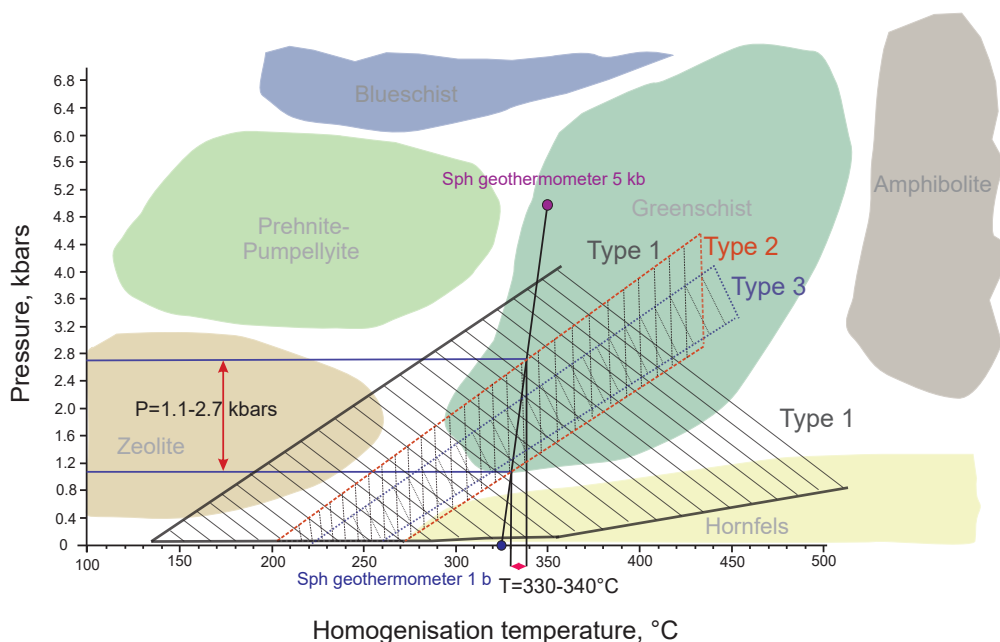 Blueschist
6.8
6.4
6.0
5.6
5.2
4.8
4.4
4.0
3.6
3.2
2.8
2.4
2.0
1.6
1.2
0.8
0.4
0
Pressure, kbars
Sph geothermometer 5 kb
Amphibolite
Greenschist
Prehnite-
Pumpellyite
Type 1
Type 2
Type 3
P=1.1-2.7 kbars
Type 1
Zeolite
Hornfels
100
150
200
250
300
350
400
450
500
Sph geothermometer 1 b
T=330-340°C
Homogenisation temperature, °C